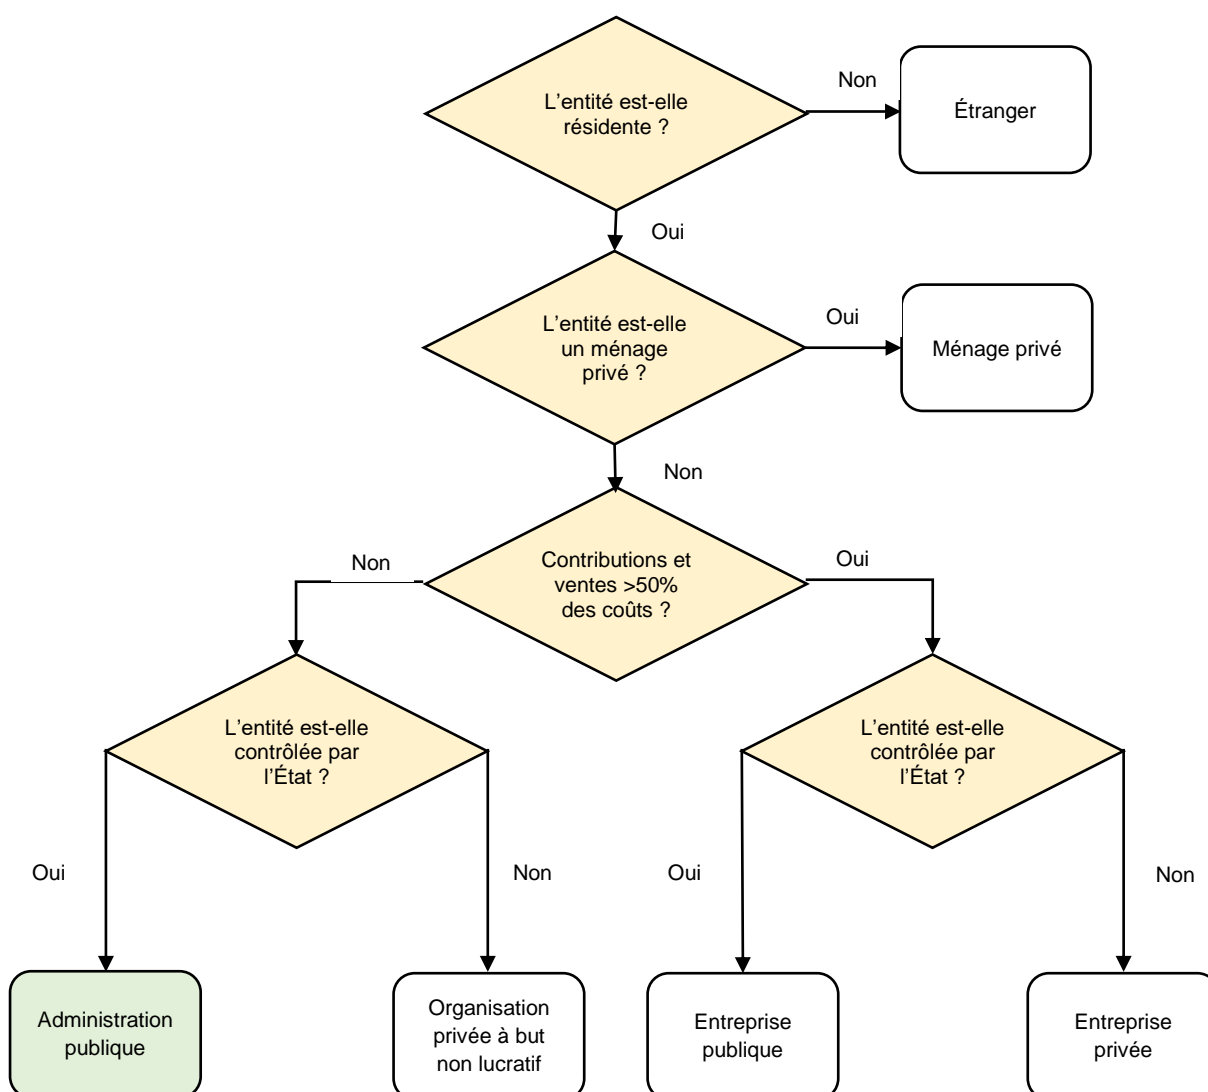 Non
L’entité est-elle
résidente ?
Étranger
Oui
L’entité est-elle
un ménage
privé ?
Oui
Ménage privé
Non
Contributions et
ventes >50%
des coûts ?
Non
Oui
L’entité est-elle
contrôlée par
l’État ?
L’entité est-elle
contrôlée par
l’État ?
Oui
Non
Oui
Non
Administration
publique
Organisation
privée à but
non lucratif
Entreprise
publique
Entreprise
privée